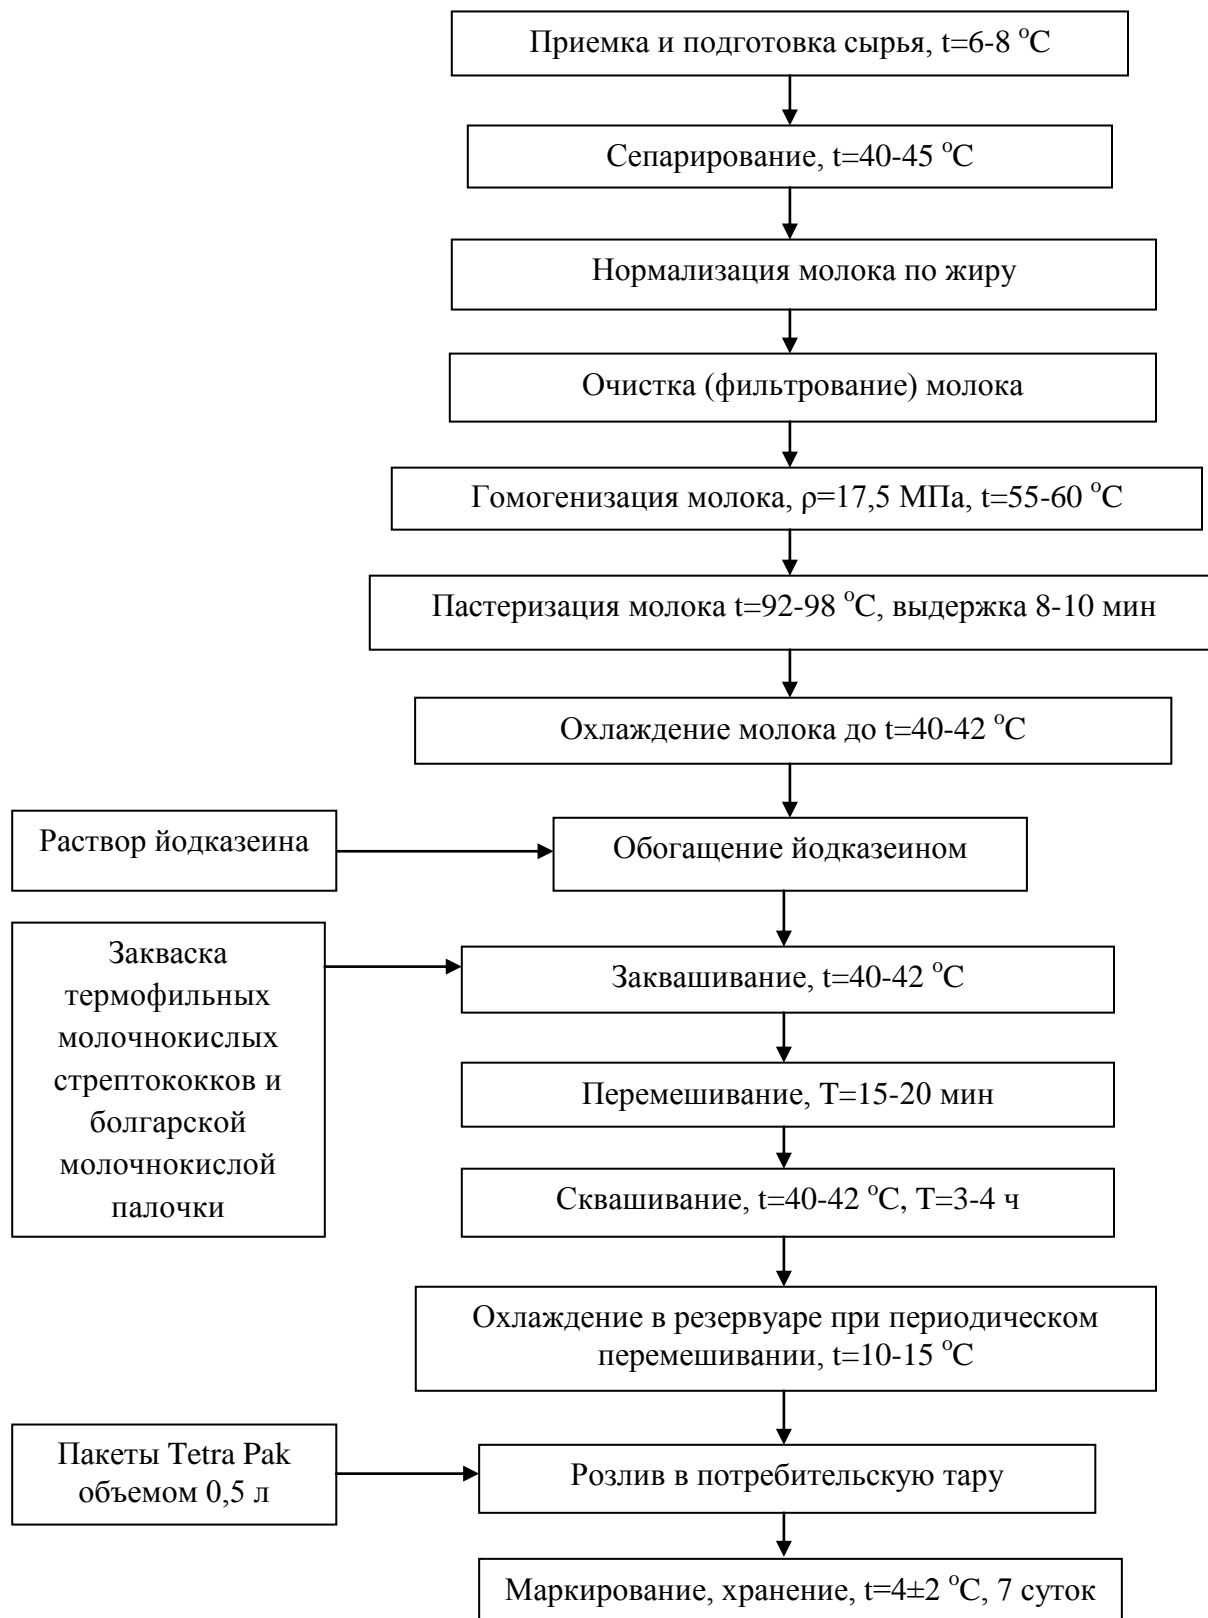 Приемка и подготовка сырья, t=6-8 °С
Сепарирование, t=40-45 °С
Нормализация молока по жиру
Очистка (фильтрование) молока
Гомогенизация молока, ρ=17,5 МПа, t=55-60 °С
Пастеризация молока t=92-98 °С, выдержка 8-10 мин
Охлаждение молока до t=40-42 °С
Раствор йодказеина
Обогащение йодказеином
Закваска
термофильных
молочнокислых
стрептококков и
болгарской
молочнокислой
палочки
Заквашивание, t=40-42 °С
Перемешивание, Т=15-20 мин
Сквашивание, t=40-42 °С, Т=3-4 ч
Охлаждение в резервуаре при периодическом
перемешивании, t=10-15 °С
Пакеты Tetra Pak
объемом 0,5 л
Розлив в потребительскую тару
Маркирование, хранение, t=4±2 °С, 7 суток